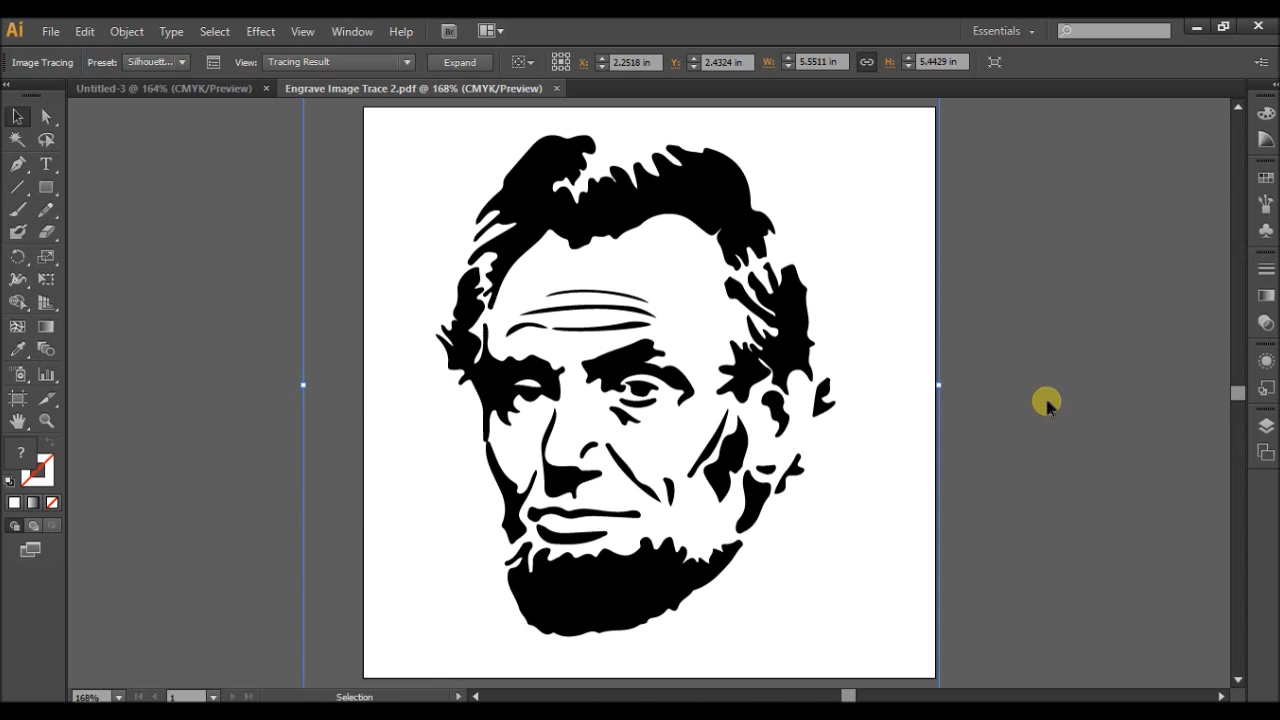 Ai File Edit Object Type Select Effect View Window Help Br Essentials
Image Tracing Preset: Silhouett... View: Tracing Result Expand X: 2.2518 in Y: 2.4324 in W: 5.5511 in H: 5.4429 in
Untitled-3 @ 164% (CMYK/Preview) × Engrave Image Trace 2.pdf @ 168% (CMYK/Preview) ×
T
?
168% 1 Selection